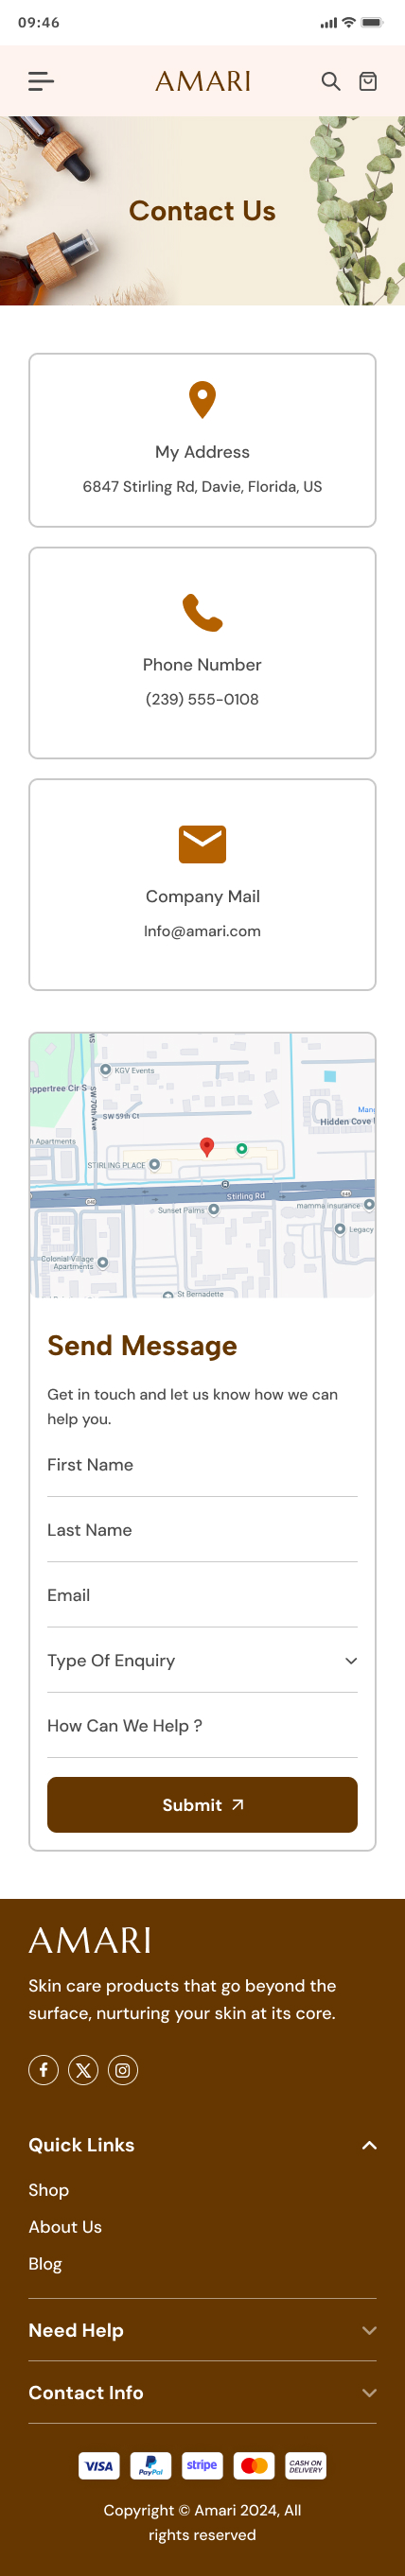 09:46
AMARI
Contact Us
My Address
6847 Stirling Rd, Davie, Florida, US
Phone Number
(239) 555-0108
Company Mail
Info@amari.com
KGV Events
eppertree Cir S
SW 70th Ave
SW 59th Ct
Hidden Cove
h Apartments
STIRLING PLACE
Stirling Rd
848
848
Sunset Palms
mamma insurance
Legacy
Colonial Village
Apartments
St Bernadette
Send Message
Get in touch and let us know how we can
help you.
First Name
Last Name
Email
Type Of Enquiry
How Can We Help ?
Submit
AMARI
Skin care products that go beyond the
surface, nurturing your skin at its core.
Quick Links
Shop
About Us
Blog
Need Help
Contact Info
VISA PayPal stripe CASH ON
DELIVERY
Copyright © Amari 2024, All
rights reserved